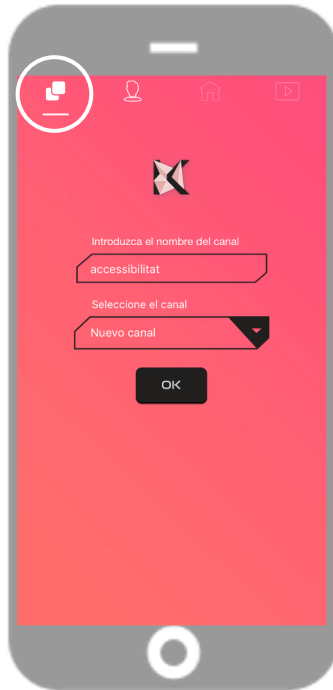 Introduzca el nombre del canal
accessibilitat
Seleccione el canal
Nuevo canal
OK